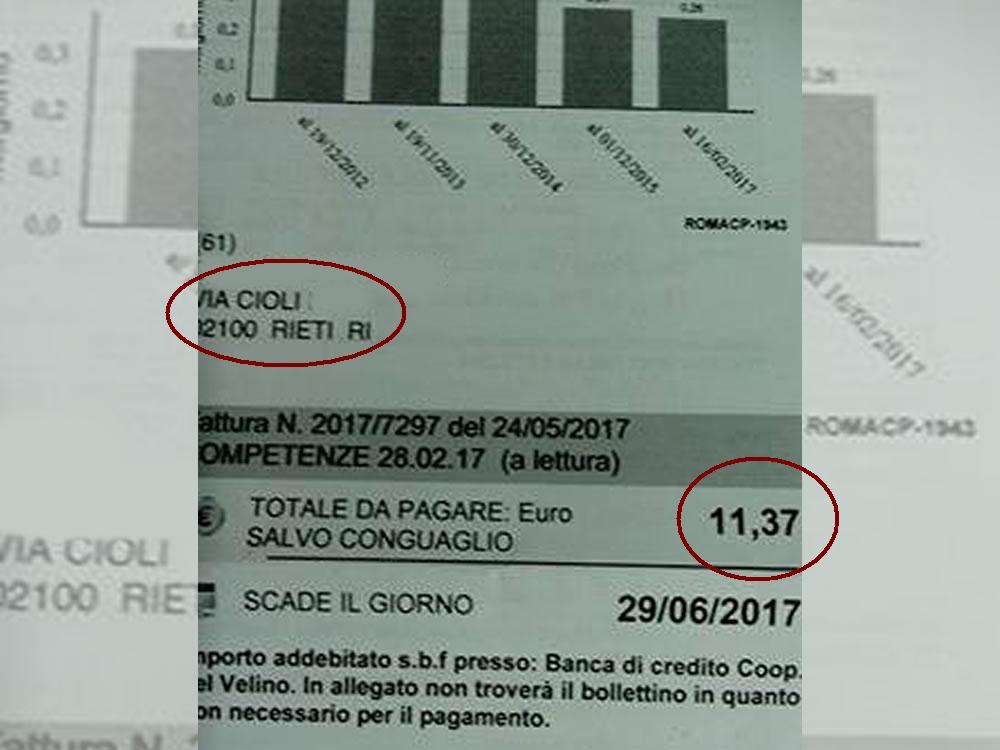 0,2
0,26
0,1
0,0
al 19/12/2012
al 19/11/2013
al 30/12/2014
al 01/12/2015
al 16/02/2017
ROMACP-1943
61)
VIA CIOLI
02100 RIETI RI
attura N. 2017/7297 del 24/05/2017
OMPETENZE 28.02.17 (a lettura)
€ TOTALE DA PAGARE: Euro 11,37
SALVO CONGUAGLIO
SCADE IL GIORNO 29/06/2017
mporto addebitato s.b.f presso: Banca di credito Coop.
el Velino. In allegato non troverà il bollettino in quanto
on necessario per il pagamento.